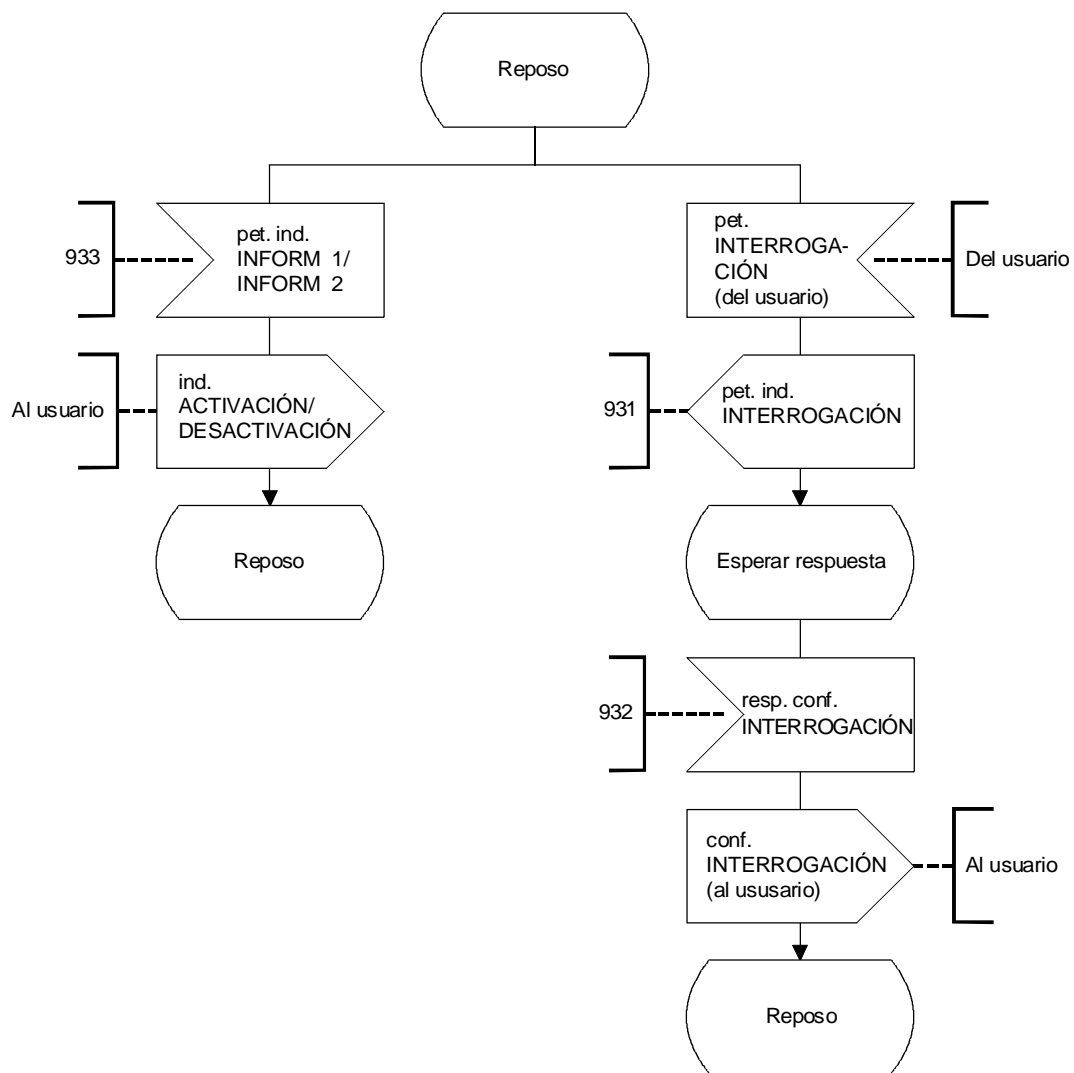 Reposo
933
pet. ind.
INFORM 1/
INFORM 2
pet.
INTERROGA-
CIÓN
(del usuario)
Del usuario
Al usuario
ind.
ACTIVACIÓN/
DESACTIVACIÓN
931
pet. ind.
INTERROGACIÓN
Reposo
Esperar respuesta
932
resp. conf.
INTERROGACIÓN
conf.
INTERROGACIÓN
(al ususario)
Al usuario
Reposo